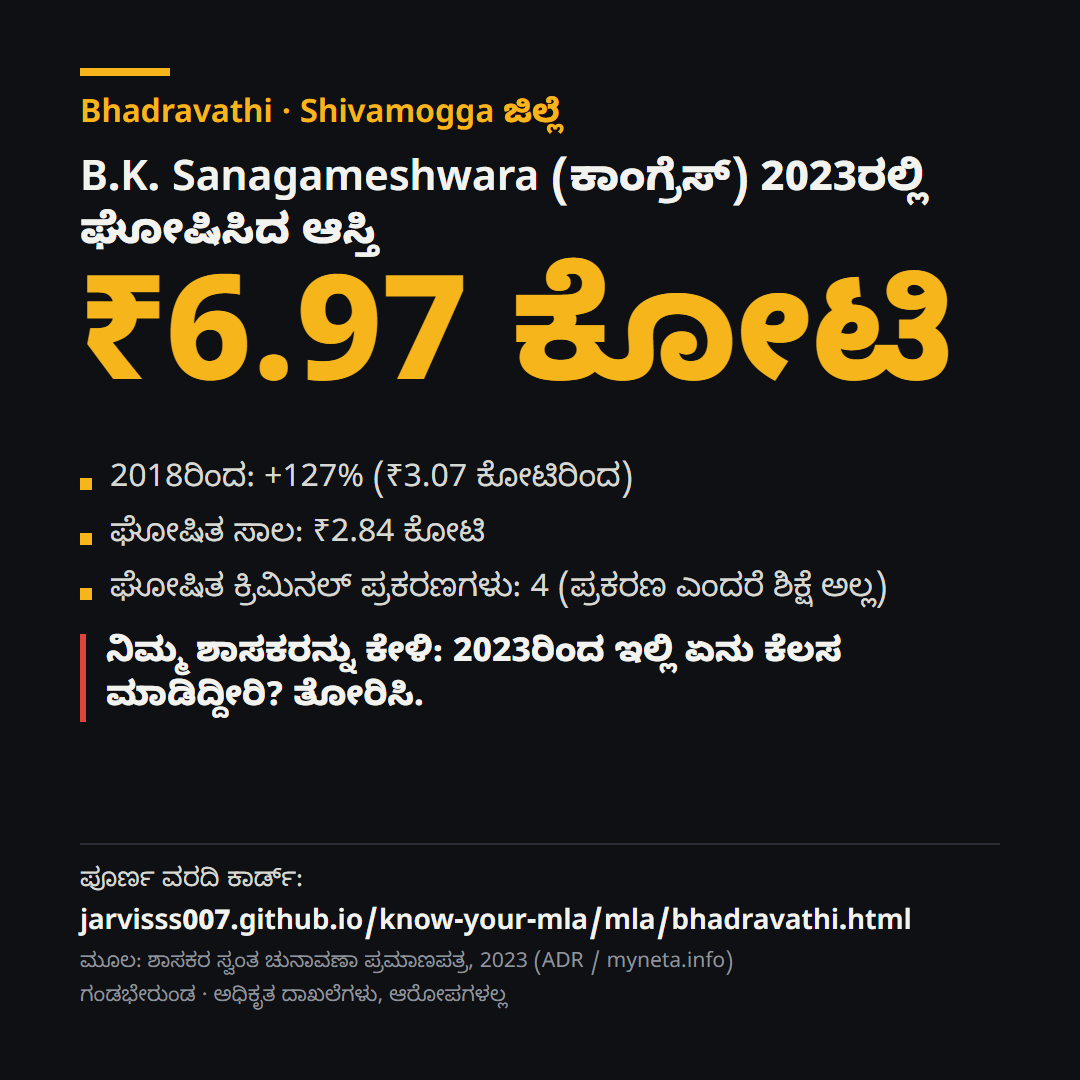 Bhadravathi · Shivamogga ಜಿಲ್ಲೆ
B.K. Sanagameshwara (ಕಾಂಗ್ರೆಸ್) 2023ರಲ್ಲಿ
ಘೋಷಿಸಿದ ಆಸ್ತಿ
₹6.97 ಕೋಟಿ
2018ರಿಂದ: +127% (₹3.07 ಕೋಟಿರಿಂದ)
ಘೋಷಿತ ಸಾಲ: ₹2.84 ಕೋಟಿ
ಘೋಷಿತ ಕ್ರಿಮಿನಲ್ ಪ್ರಕರಣಗಳು: 4 (ಪ್ರಕರಣ ಎಂದರೆ ಶಿಕ್ಷೆ ಅಲ್ಲ)
ನಿಮ್ಮ ಶಾಸಕರನ್ನು ಕೇಳಿ: 2023ರಿಂದ ಇಲ್ಲಿ ಏನು ಕೆಲಸ
ಮಾಡಿದ್ದೀರಿ? ತೋರಿಸಿ.
ಪೂರ್ಣ ವರದಿ ಕಾರ್ಡ್:
jarvisss007.github.io/know-your-mla/mla/bhadravathi.html
ಮೂಲ: ಶಾಸಕರ ಸ್ವಂತ ಚುನಾವಣಾ ಪ್ರಮಾಣಪತ್ರ, 2023 (ADR / myneta.info)
ಗಂಡಭೇರುಂಡ · ಅಧಿಕೃತ ದಾಖಲೆಗಳು, ಆರೋಪಗಳಲ್ಲ